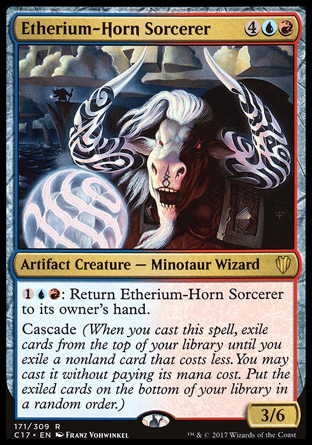 Etherium-Horn Sorcerer 4
Artifact Creature — Minotaur Wizard
1 : Return Etherium-Horn Sorcerer
to its owner's hand.
Cascade (When you cast this spell, exile
cards from the top of your library until you
exile a nonland card that costs less. You may
cast it without paying its mana cost. Put the
exiled cards on the bottom of your library in
a random order.)
3/6
171/309 R
C17 • EN Franz Vohwinkel
™ & © 2017 Wizards of the Coast